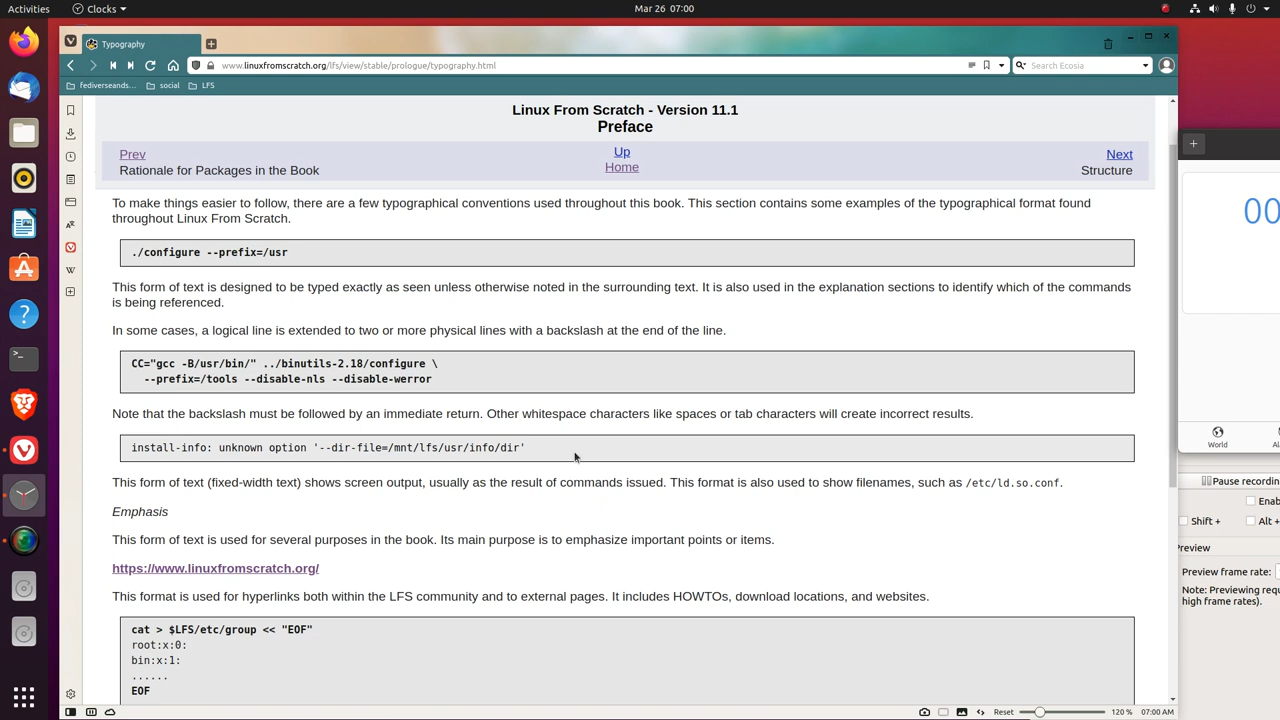 Activities
Clocks
Mar 26 07:00
Typography
www.linuxfromscratch.org/lfs/view/stable/prologue/typography.html
Search Ecosia
fediverseands...
social
LFS
Linux From Scratch - Version 11.1
Preface
Prev
Up
Next
Rationale for Packages in the Book
Home
Structure
To make things easier to follow, there are a few typographical conventions used throughout this book. This section contains some examples of the typographical format found
throughout Linux From Scratch.
./configure --prefix=/usr
This form of text is designed to be typed exactly as seen unless otherwise noted in the surrounding text. It is also used in the explanation sections to identify which of the commands
is being referenced.
In some cases, a logical line is extended to two or more physical lines with a backslash at the end of the line.
CC="gcc -B/usr/bin/" ../binutils-2.18/configure \
--prefix=/tools --disable-nls --disable-werror
Note that the backslash must be followed by an immediate return. Other whitespace characters like spaces or tab characters will create incorrect results.
install-info: unknown option '--dir-file=/mnt/lfs/usr/info/dir'
This form of text (fixed-width text) shows screen output, usually as the result of commands issued. This format is also used to show filenames, such as /etc/ld.so.conf.
Emphasis
This form of text is used for several purposes in the book. Its main purpose is to emphasize important points or items.
https://www.linuxfromscratch.org/
This format is used for hyperlinks both within the LFS community and to external pages. It includes HOWTOs, download locations, and websites.
cat > $LFS/etc/group << "EOF"
root:x:0:
bin:x:1:
......
EOF
Reset
120 %
07:00 AM
00
World
Al
Pause recordin
Enab
Shift +
Alt +
Preview
Preview frame rate:
Note: Previewing requ
high frame rates).